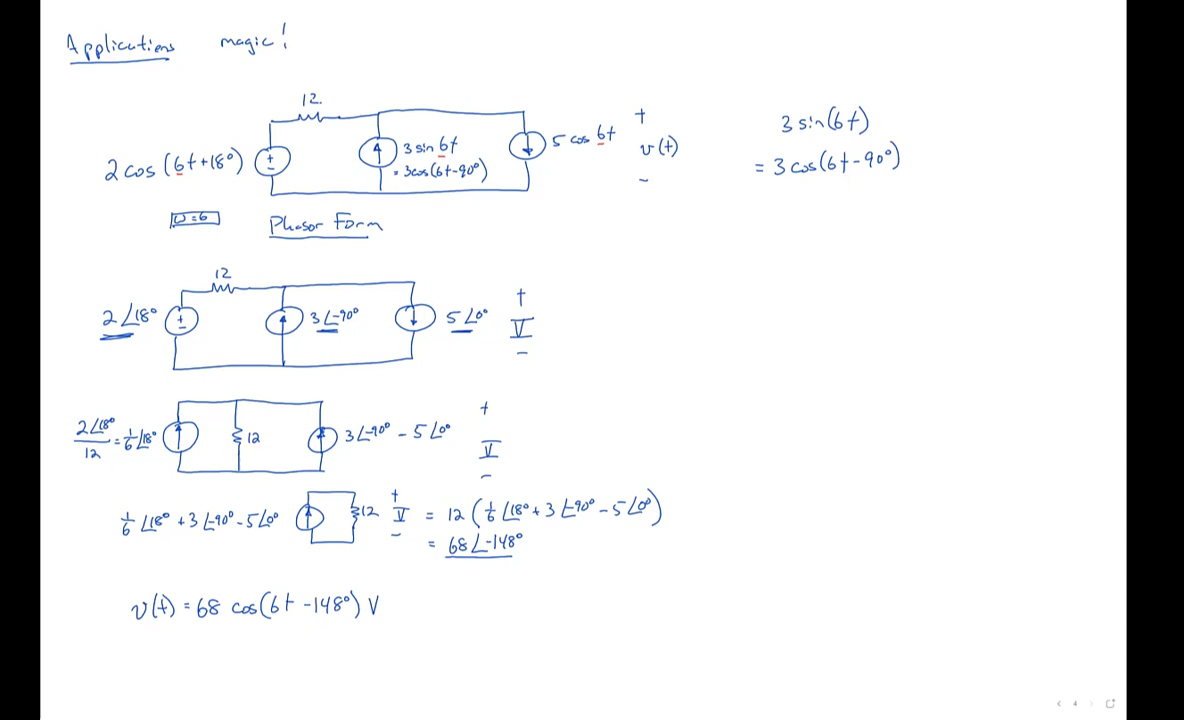 Applications magic!
12
2 cos (6t+18°) + - 3 sin 6t 5 cos 6t + v(t) -
= 3cos(6t-90°)
3 sin(6t)
= 3 cos(6t-90°)
ω=6 Phasor Form
12
2∠18° + - 3∠-90° 5∠0° + V -
2∠18°/12 = 1/6∠18° 12 3∠-90° - 5∠0° + V -
1/6∠18° + 3∠-90° - 5∠0° 12 + V - = 12 (1/6∠18° + 3∠-90° - 5∠0°)
= 68∠-148°
v(t) = 68 cos(6t -148°) V
4